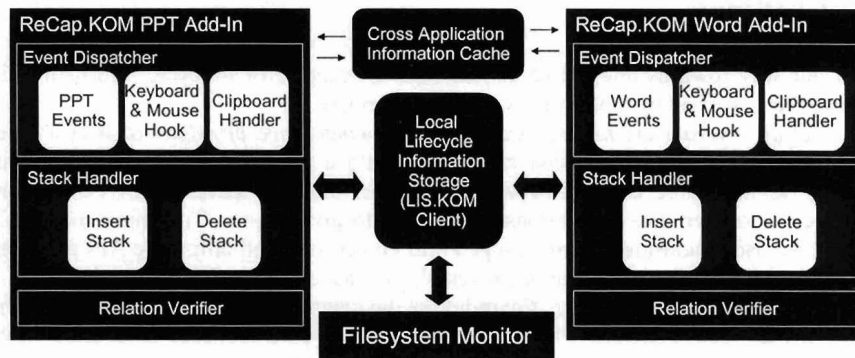 ReCap.KOM PPT Add-In
Event Dispatcher
PPT
Events
Keyboard
& Mouse
Hook
Clipboard
Handler
Stack Handler
Insert
Stack
Delete
Stack
Relation Verifier
Cross Application
Information Cache
Local
Lifecycle
Information
Storage
(LIS.KOM
Client)
Filesystem Monitor
ReCap.KOM Word Add-In
Event Dispatcher
Word
Events
Keyboard
& Mouse
Hook
Clipboard
Handler
Stack Handler
Insert
Stack
Delete
Stack
Relation Verifier